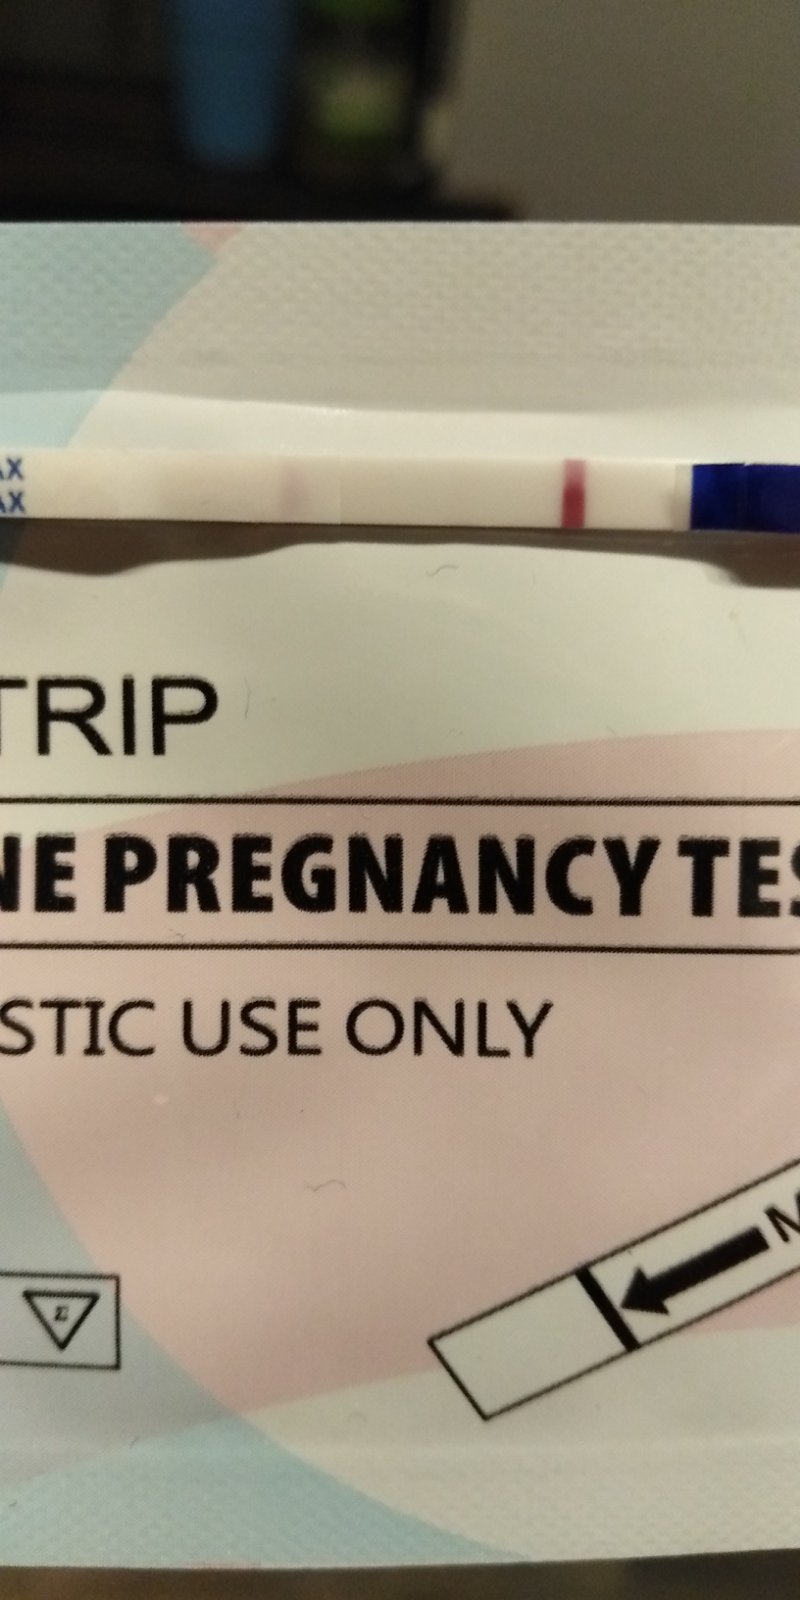 AX
AX
TRIP
NE PREGNANCY TES
STIC USE ONLY
M
Σ